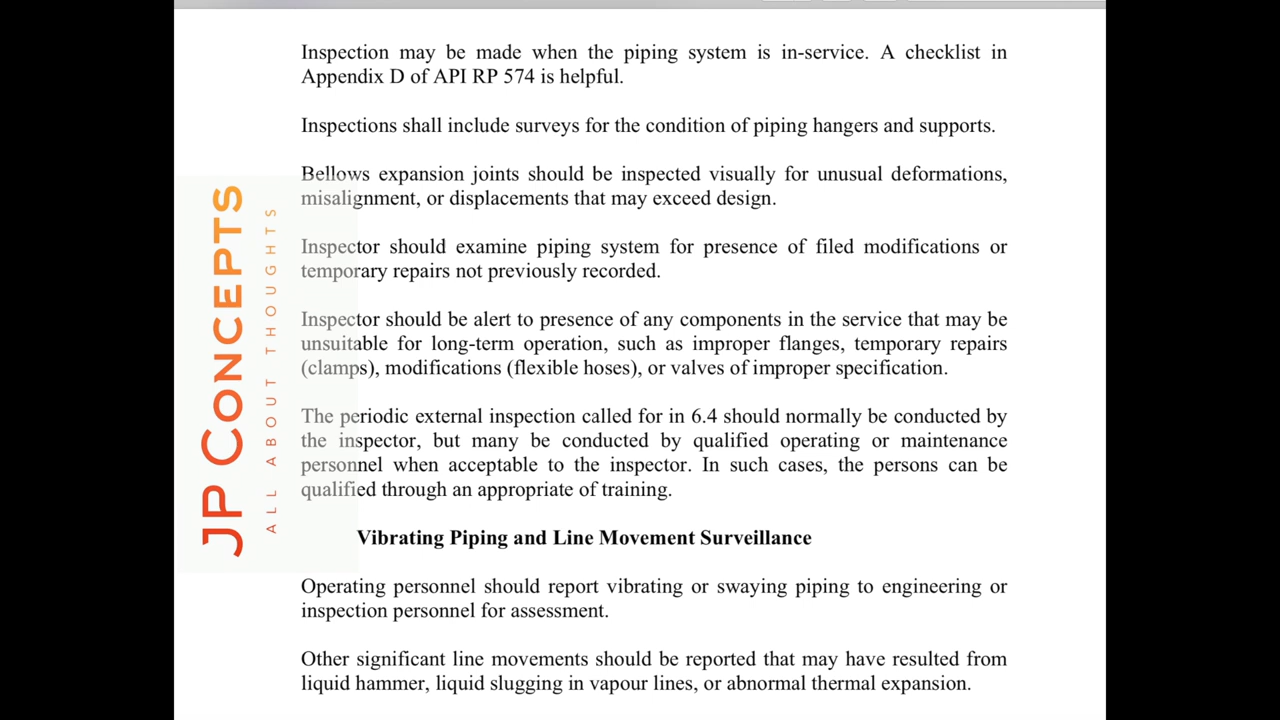 Inspection may be made when the piping system is in-service. A checklist in
Appendix D of API RP 574 is helpful.
Inspections shall include surveys for the condition of piping hangers and supports.
Bellows expansion joints should be inspected visually for unusual deformations,
misalignment, or displacements that may exceed design.
Inspector should examine piping system for presence of filed modifications or
temporary repairs not previously recorded.
Inspector should be alert to presence of any components in the service that may be
unsuitable for long-term operation, such as improper flanges, temporary repairs
(clamps), modifications (flexible hoses), or valves of improper specification.
The periodic external inspection called for in 6.4 should normally be conducted by
the inspector, but many be conducted by qualified operating or maintenance
personnel when acceptable to the inspector. In such cases, the persons can be
qualified through an appropriate of training.
Vibrating Piping and Line Movement Surveillance
Operating personnel should report vibrating or swaying piping to engineering or
inspection personnel for assessment.
Other significant line movements should be reported that may have resulted from
liquid hammer, liquid slugging in vapour lines, or abnormal thermal expansion.
JP CONCEPTS
ALL ABOUT THOUGHTS